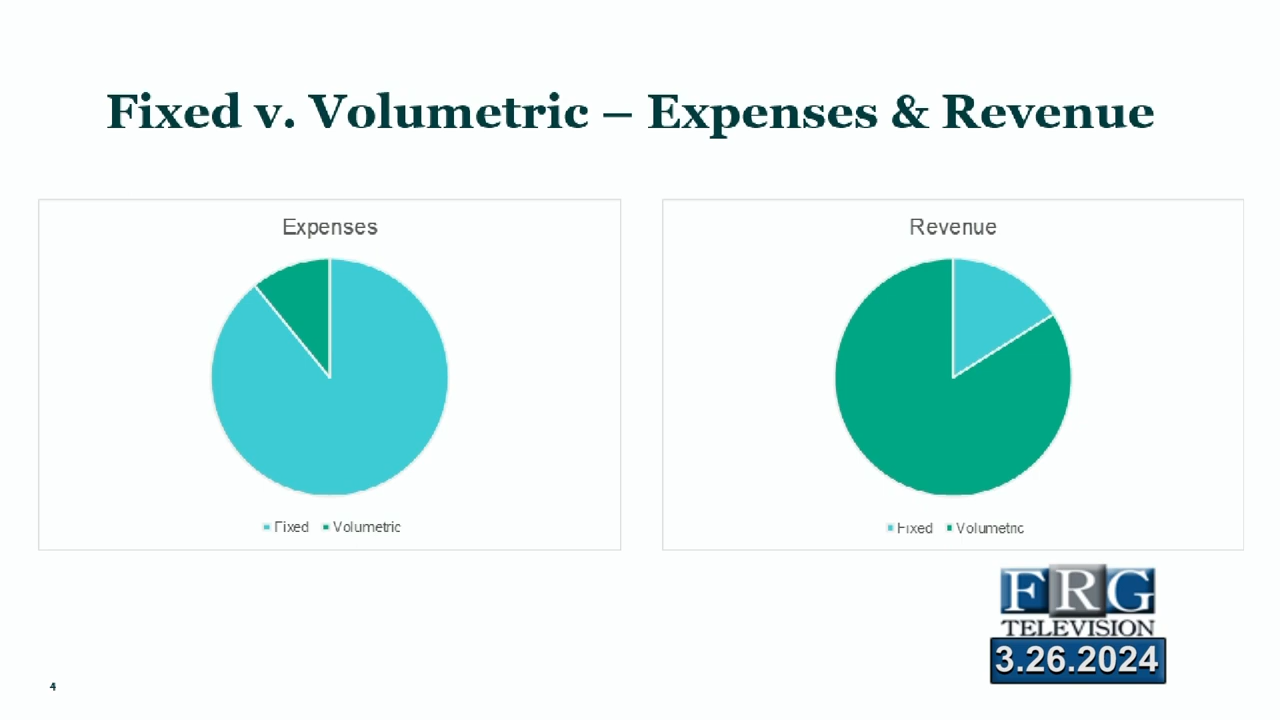 Fixed v. Volumetric – Expenses & Revenue
Expenses
Fixed Volumetric
Revenue
Fixed Volumetric
FRG
TELEVISION
3.26.2024
4